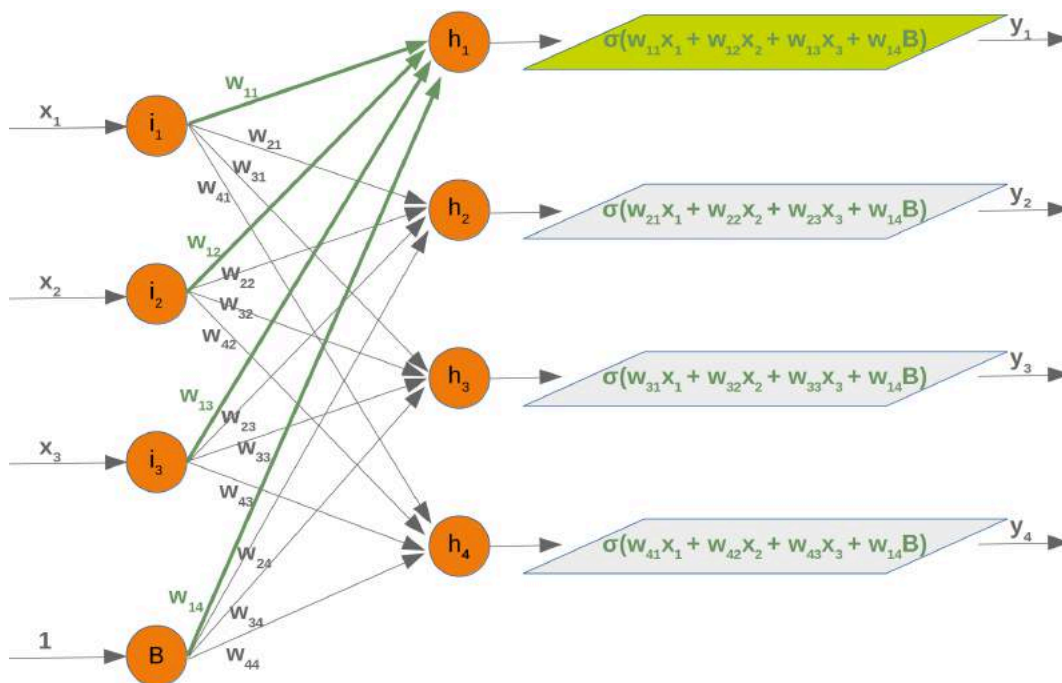 h₁
σ(w₁₁x₁ + w₁₂x₂ + w₁₃x₃ + w₁₄B)
y₁
w₁₁
x₁
i₁
w₂₁
w₃₁
w₄₁
h₂
σ(w₂₁x₁ + w₂₂x₂ + w₂₃x₃ + w₁₄B)
y₂
w₁₂
w₂₂
x₂
i₂
w₃₂
w₄₂
h₃
σ(w₃₁x₁ + w₃₂x₂ + w₃₃x₃ + w₁₄B)
y₃
w₁₃
w₂₃
x₃
i₃
w₃₃
w₄₃
h₄
σ(w₄₁x₁ + w₄₂x₂ + w₄₃x₃ + w₁₄B)
y₄
w₂₄
w₁₄
w₃₄
1
B
w₄₄